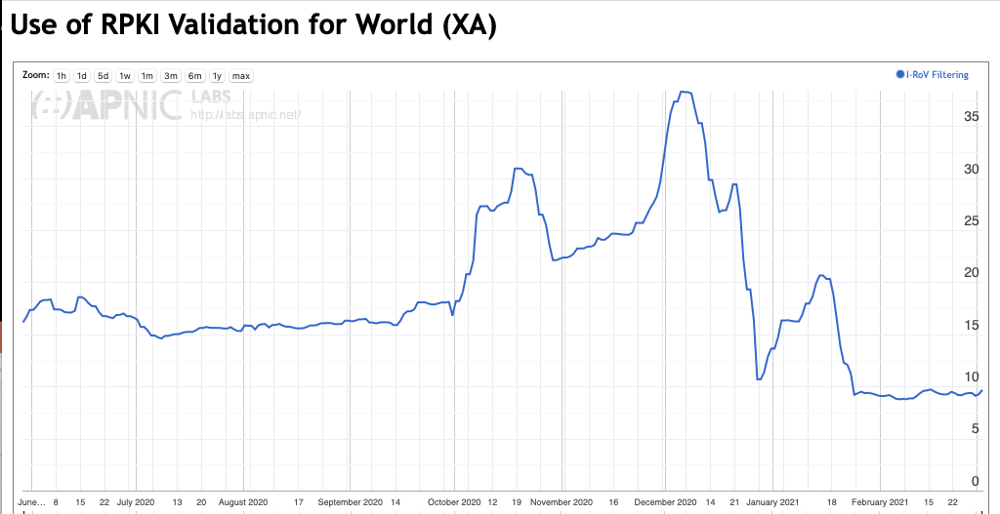 Use of RPKI Validation for World (XA)
Zoom: 1h 1d 5d 1w 1m 3m 6m 1y max
I-RoV Filtering
(::)APNIC LABS
http://labs.apnic.net/
35
30
25
20
15
10
5
0
June... 8 15 22 July 2020 13 20 August 2020 17 September 2020 14 October 2020 12 19 November 2020 16 December 2020 14 21 January 2021 18 February 2021 15 22